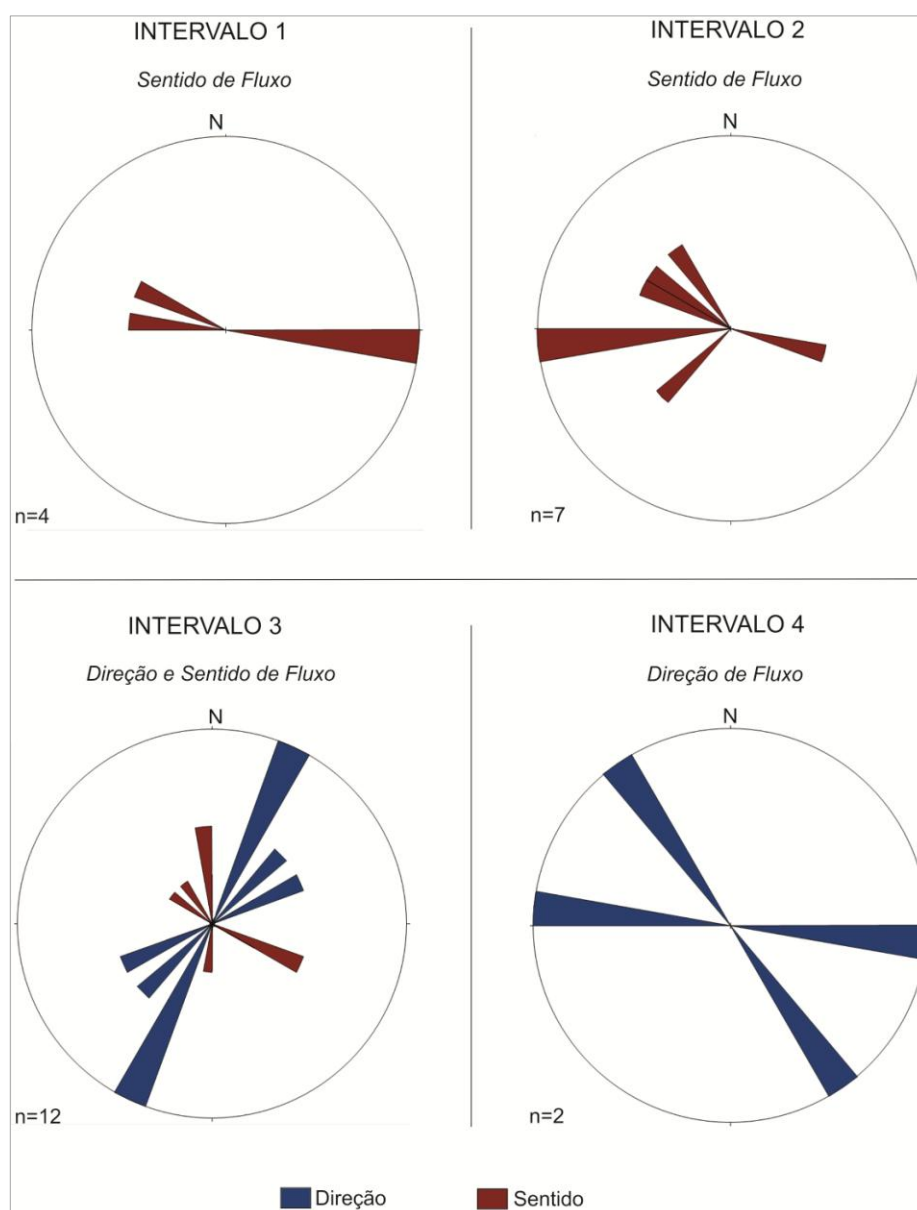 INTERVALO 1
Sentido de Fluxo
N
n=4
INTERVALO 2
Sentido de Fluxo
N
n=7
INTERVALO 3
Direção e Sentido de Fluxo
N
n=12
INTERVALO 4
Direção de Fluxo
N
n=2
Direção
Sentido